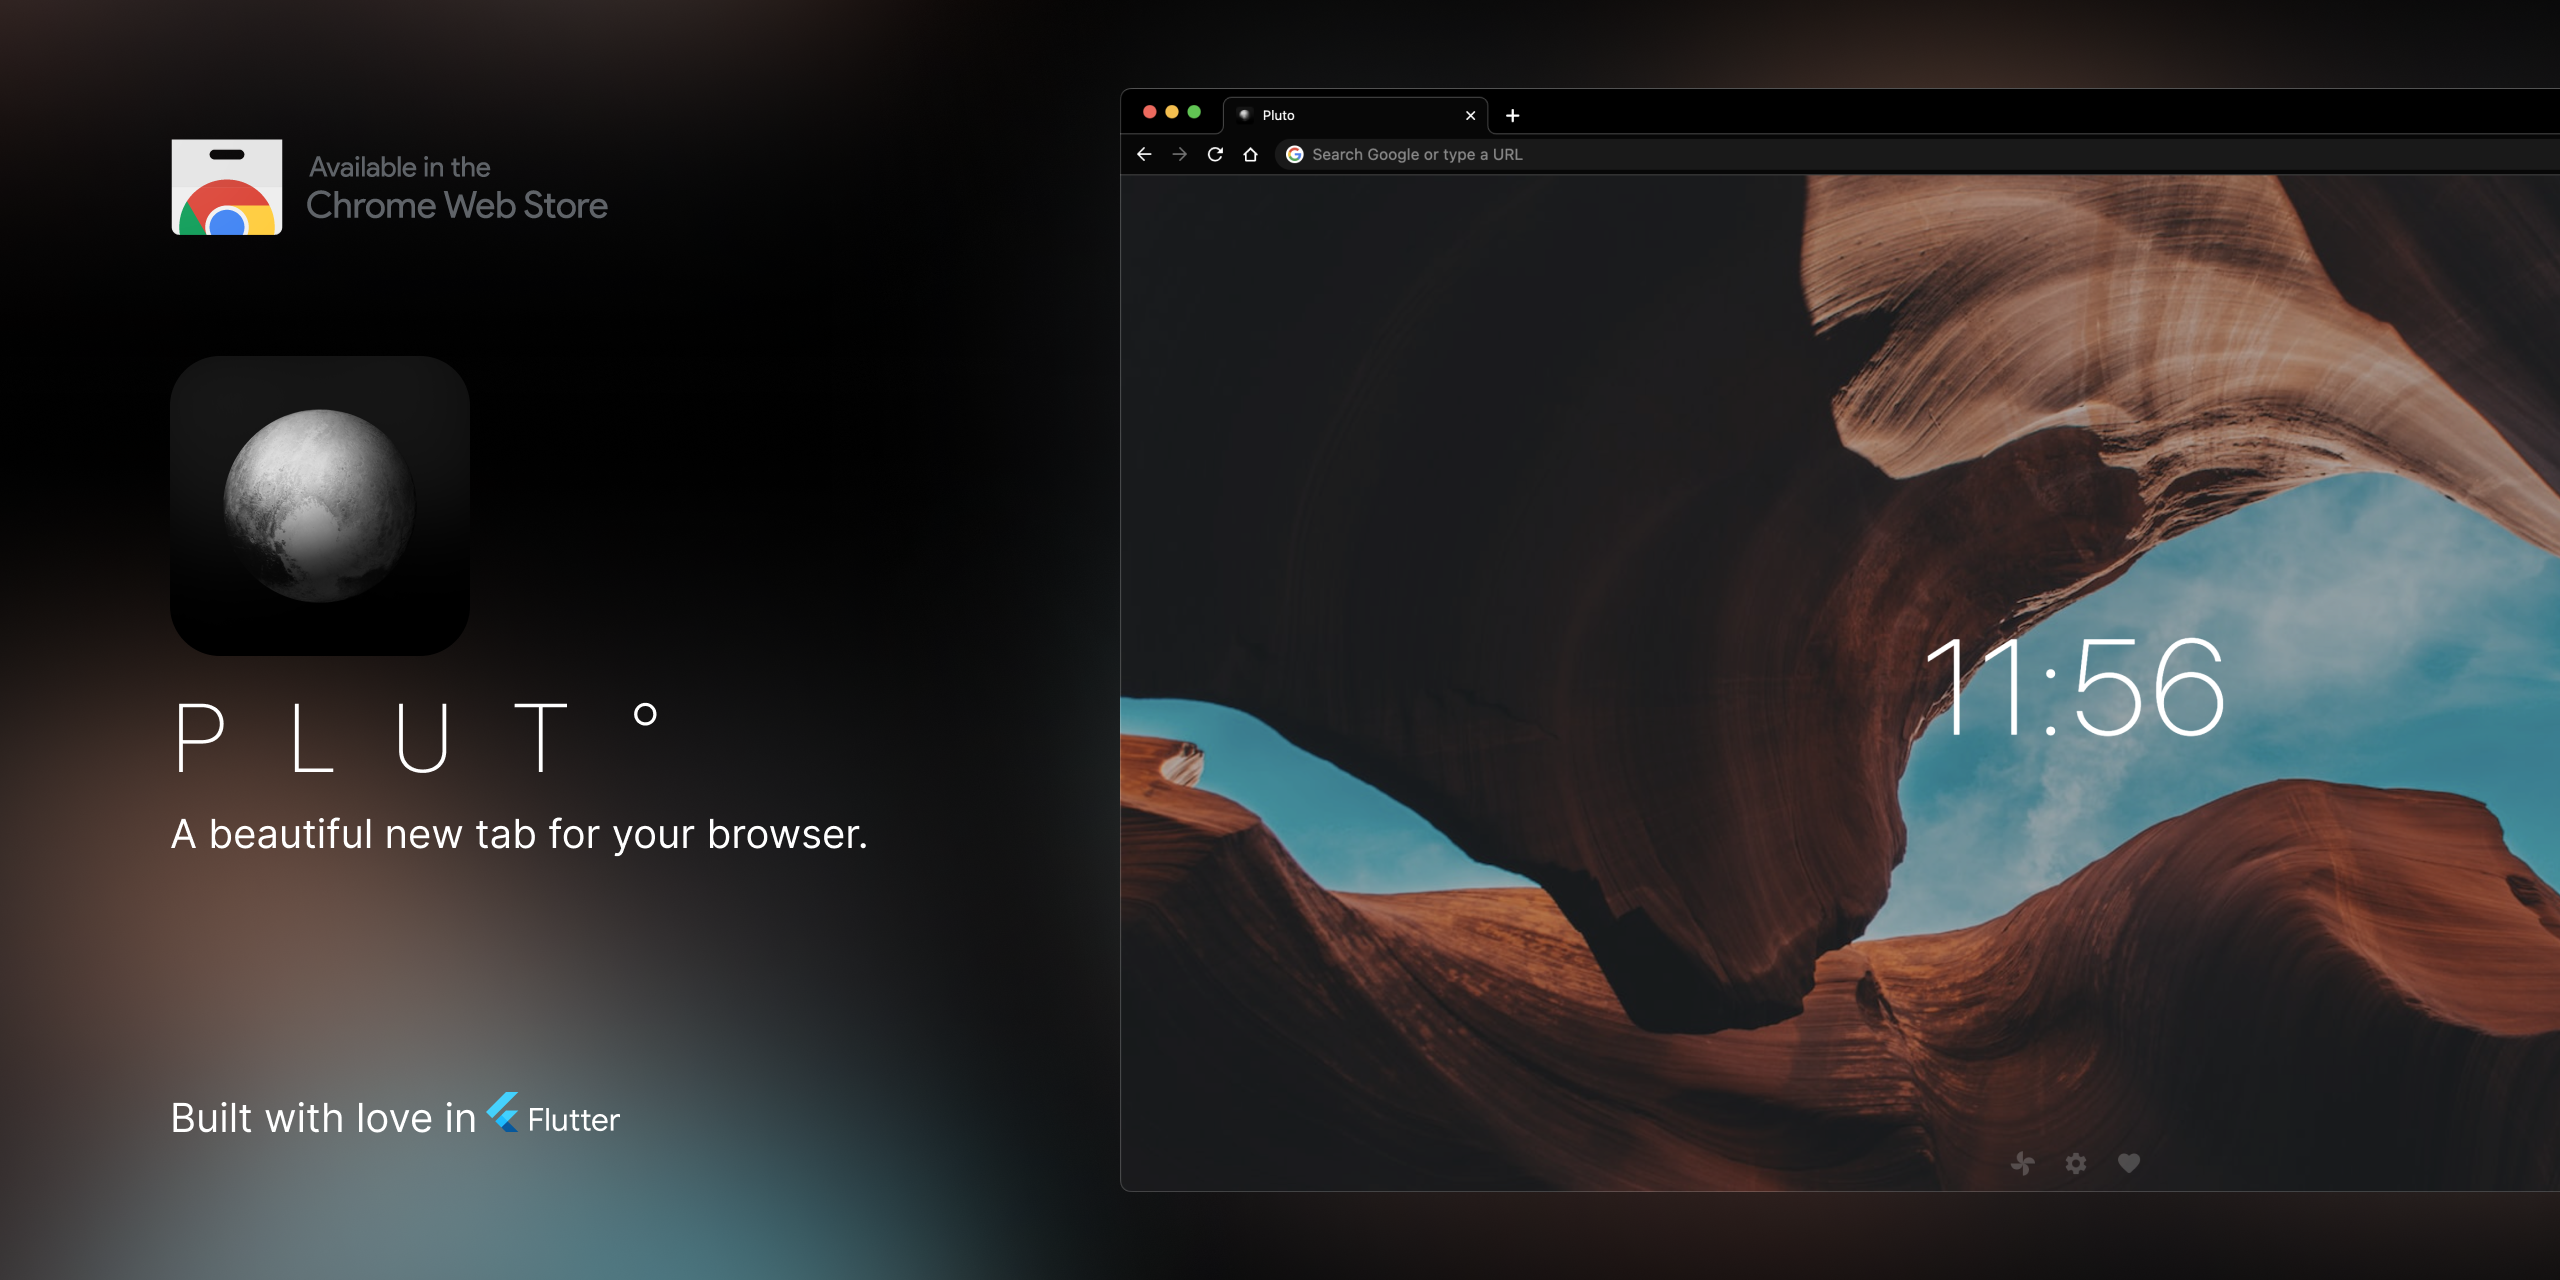 Available in the
Chrome Web Store
P L U T °
A beautiful new tab for your browser.
Built with love in Flutter
Pluto
Search Google or type a URL
11:56